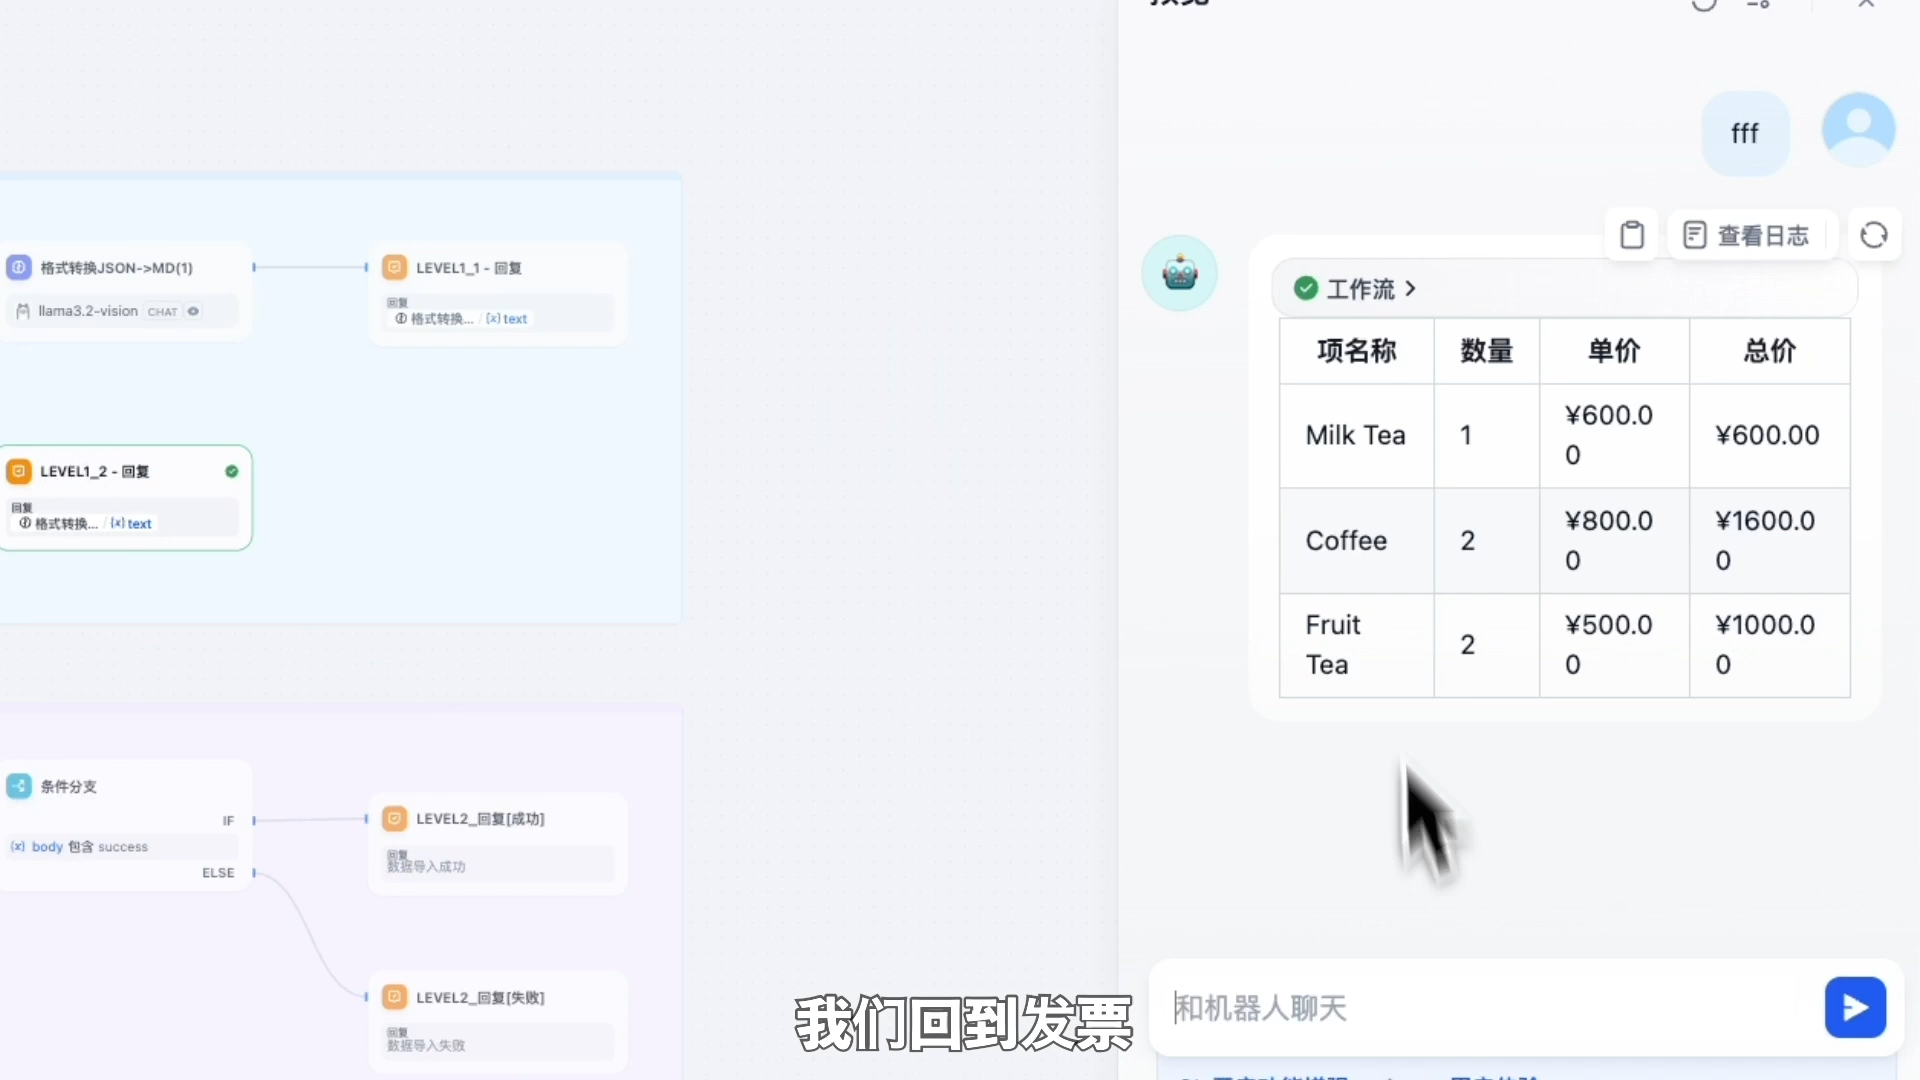 fff
查看日志
工作流
项名称 数量 单价 总价
Milk Tea 1 ¥600.00 ¥600.00
Coffee 2 ¥800.00 ¥1600.00
Fruit Tea 2 ¥500.00 ¥1000.00
和机器人聊天
格式转换JSON->MD(1)
llama3.2-vision CHAT
LEVEL1_1 - 回复
回复
格式转换... / {x} text
LEVEL1_2 - 回复
回复
格式转换... / {x} text
条件分支
IF
{x} body 包含 success
ELSE
LEVEL2_回复[成功]
回复
数据导入成功
LEVEL2_回复[失败]
回复
数据导入失败
我们回到发票